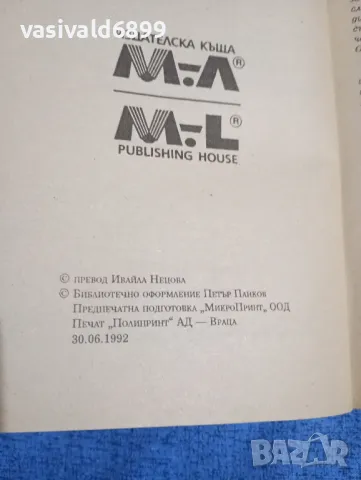 vasivald6899
ИЗДАТЕЛСКА КЪЩА
М-Л®
M-L®
PUBLISHING HOUSE
© превод Ивайла Нецова
© Библиотечно оформление Петър Панков
Предпечатна подготовка „МикроПринт“ ООД
Печат „Полипринт“ АД — Враца
30.06.1992
BAZAR